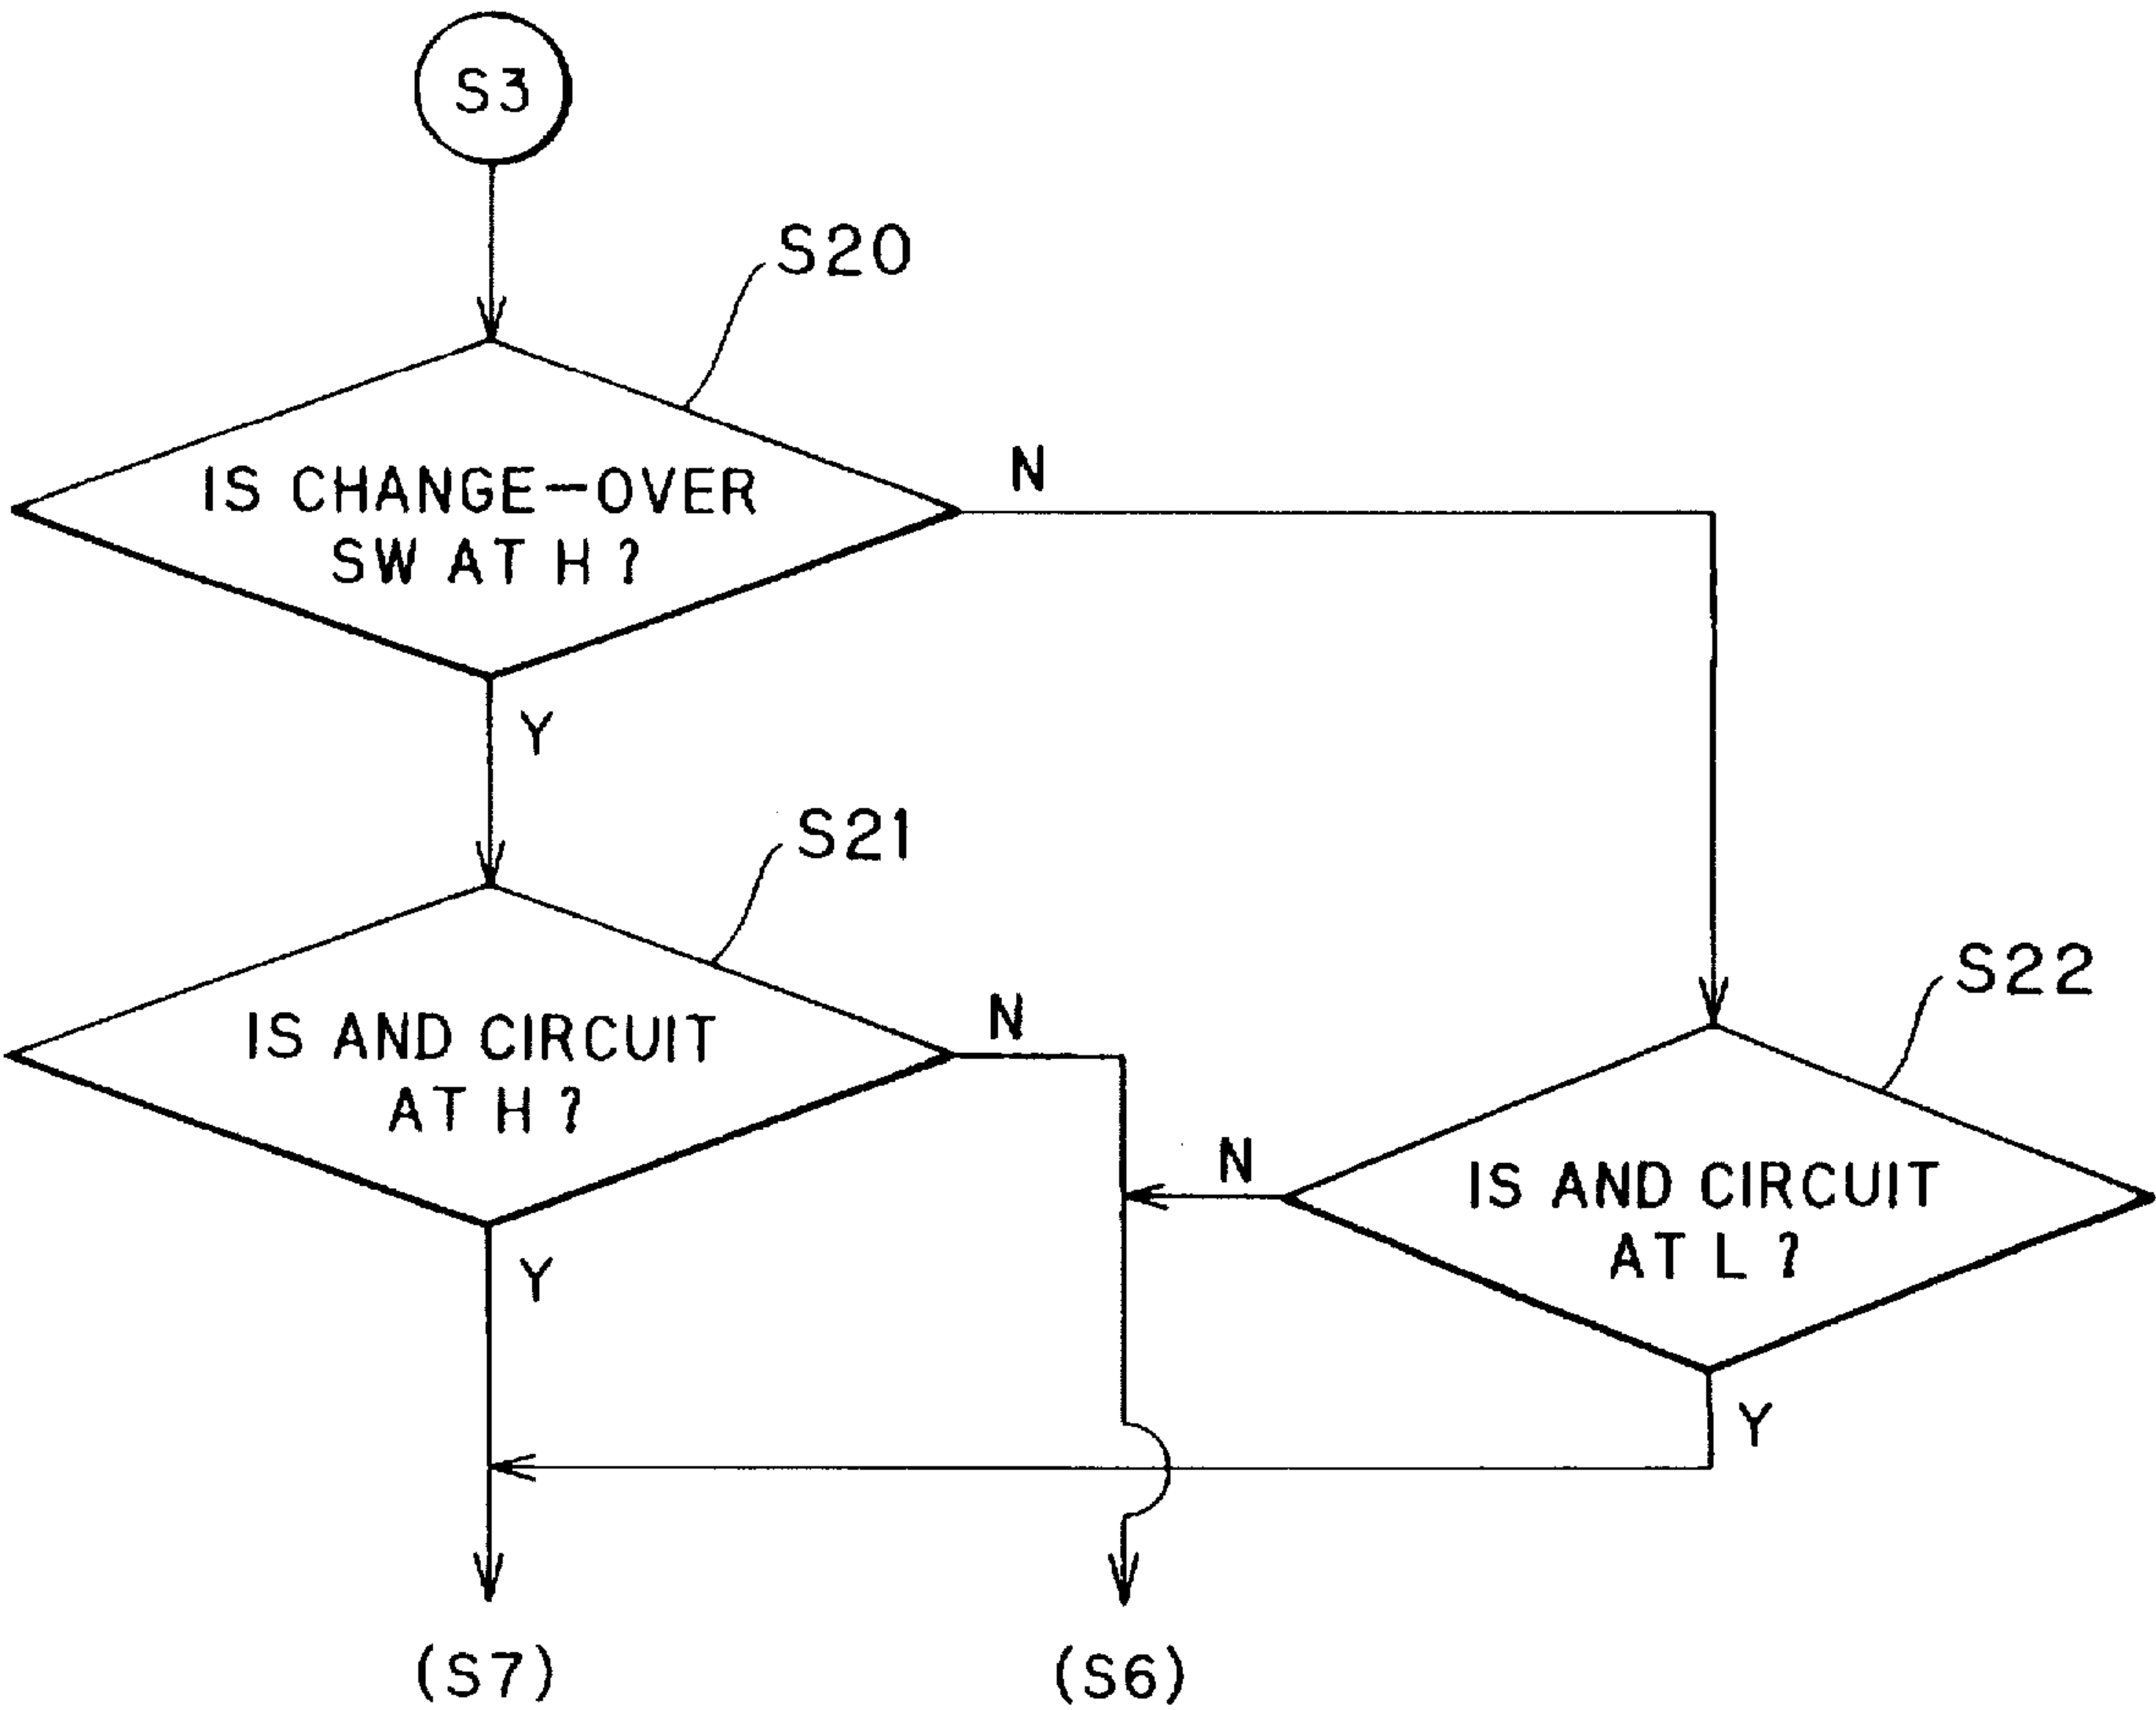 S3
S20
IS CHANGE-OVER
SW AT H ?
N
Y
S21
IS AND CIRCUIT
AT H ?
N
Y
S22
IS AND CIRCUIT
AT L ?
N
Y
(S7)
(S6)